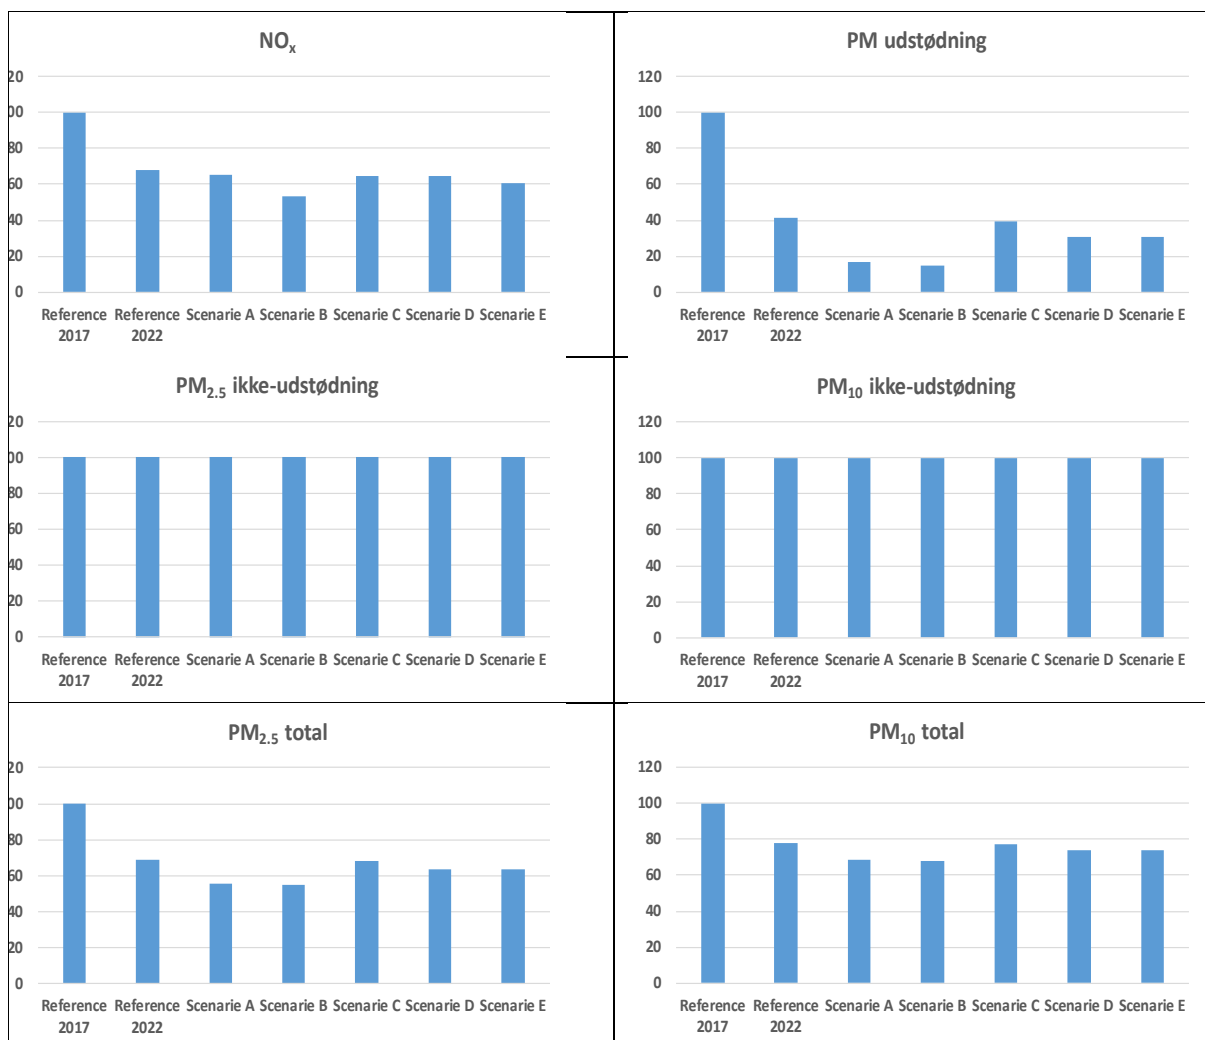 NOx
20
00
80
60
40
20
0
Reference 2017
Reference 2022
Scenarie A
Scenarie B
Scenarie C
Scenarie D
Scenarie E
PM udstødning
120
100
80
60
40
20
0
Reference 2017
Reference 2022
Scenarie A
Scenarie B
Scenarie C
Scenarie D
Scenarie E
PM2.5 ikke-udstødning
20
00
80
60
40
20
0
Reference 2017
Reference 2022
Scenarie A
Scenarie B
Scenarie C
Scenarie D
Scenarie E
PM10 ikke-udstødning
120
100
80
60
40
20
0
Reference 2017
Reference 2022
Scenarie A
Scenarie B
Scenarie C
Scenarie D
Scenarie E
PM2.5 total
20
00
80
60
40
20
0
Reference 2017
Reference 2022
Scenarie A
Scenarie B
Scenarie C
Scenarie D
Scenarie E
PM10 total
120
100
80
60
40
20
0
Reference 2017
Reference 2022
Scenarie A
Scenarie B
Scenarie C
Scenarie D
Scenarie E